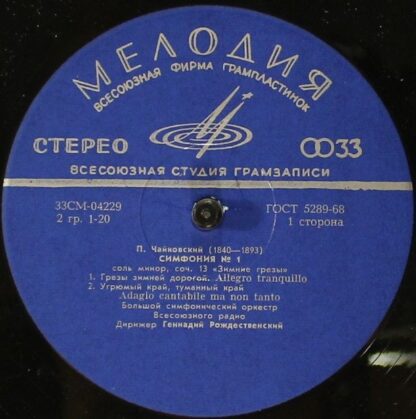 МЕЛОДИЯ
ВСЕСОЮЗНАЯ ФИРМА ГРАМПЛАСТИНОК
СТЕРЕО
33
ВСЕСОЮЗНАЯ СТУДИЯ ГРАМЗАПИСИ
33СМ-04229
2 гр. 1-20
ГОСТ 5289-68
1 сторона
П. Чайковский (1840—1893)
СИМФОНИЯ № 1
соль минор, соч. 13 «Зимние грезы»
1. Грезы зимней дорогой. Allegro tranquillo
2. Угрюмый край, туманный край
Adagio cantabile ma non tanto
Большой симфонический оркестр
Всесоюзного радио
Дирижер Геннадий Рождественский